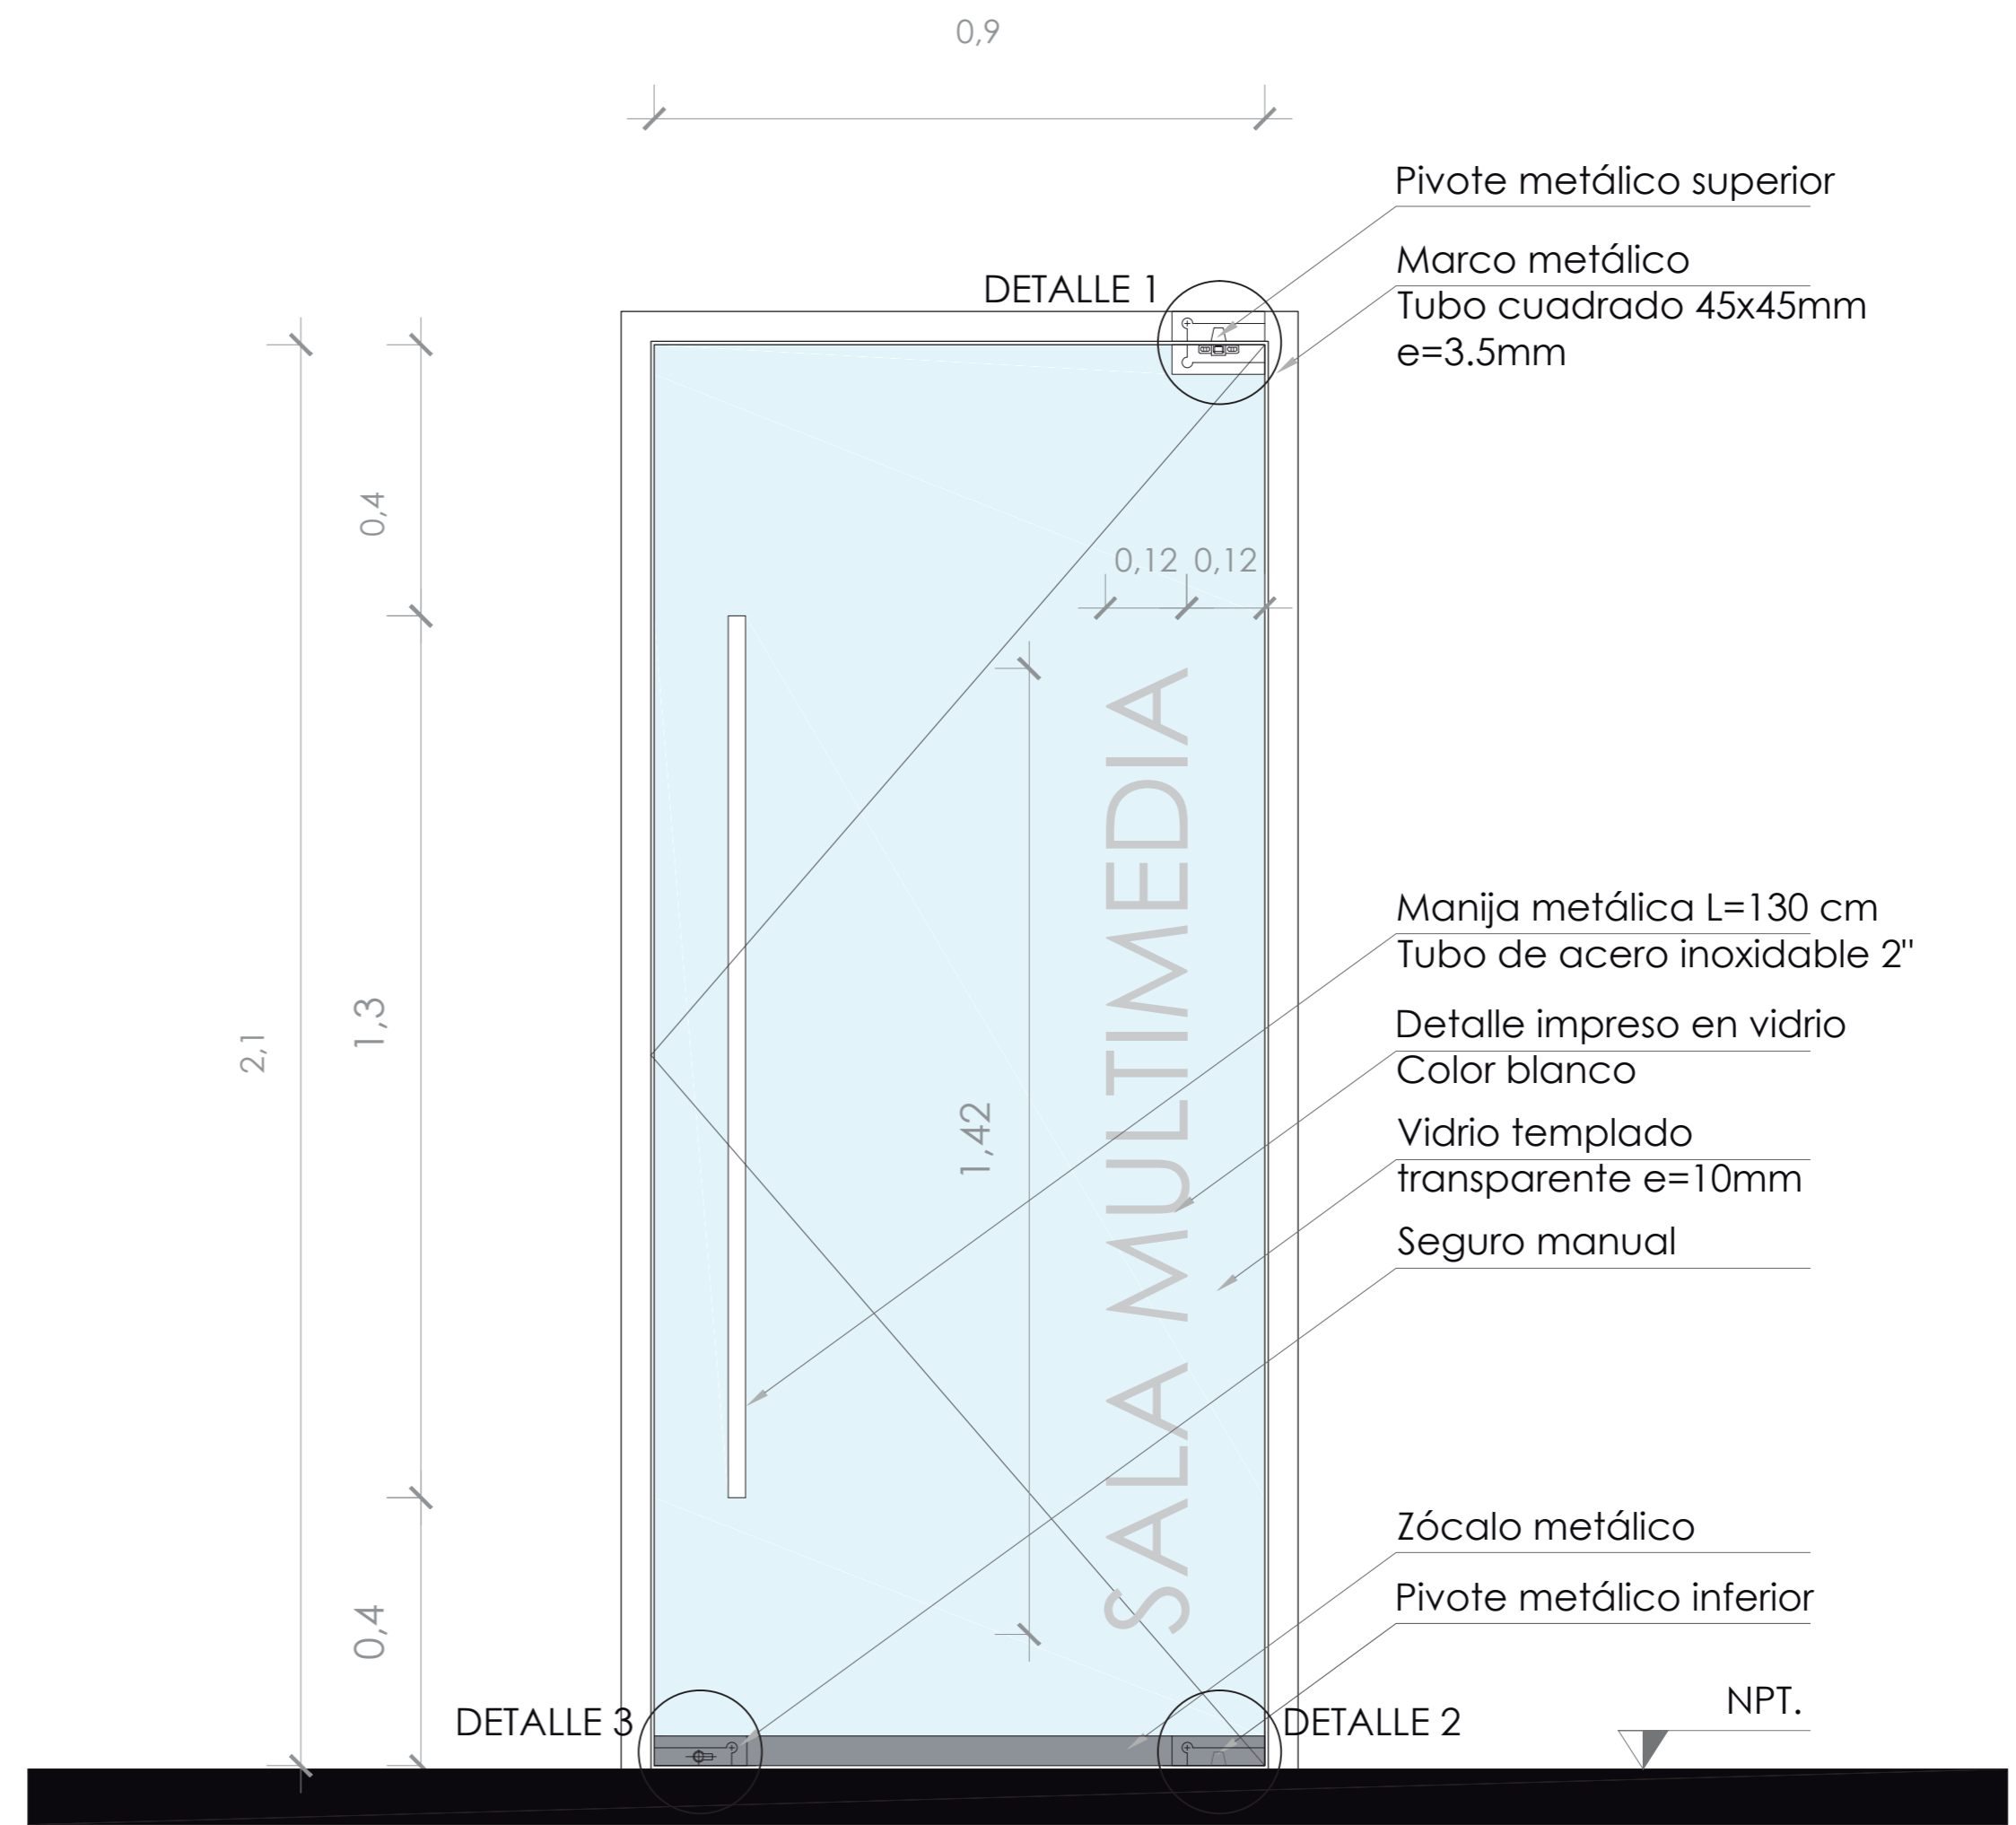 0,9
Pivote metálico superior
Marco metálico
Tubo cuadrado 45x45mm
e=3.5mm
DETALLE 1
0,4
0,12 0,12
SALA MULTIMEDIA
Manija metálica L=130 cm
Tubo de acero inoxidable 2"
1,3
2,1
Detalle impreso en vidrio
Color blanco
1,42
Vidrio templado
transparente e=10mm
Seguro manual
Zócalo metálico
Pivote metálico inferior
0,4
DETALLE 3
DETALLE 2
NPT.